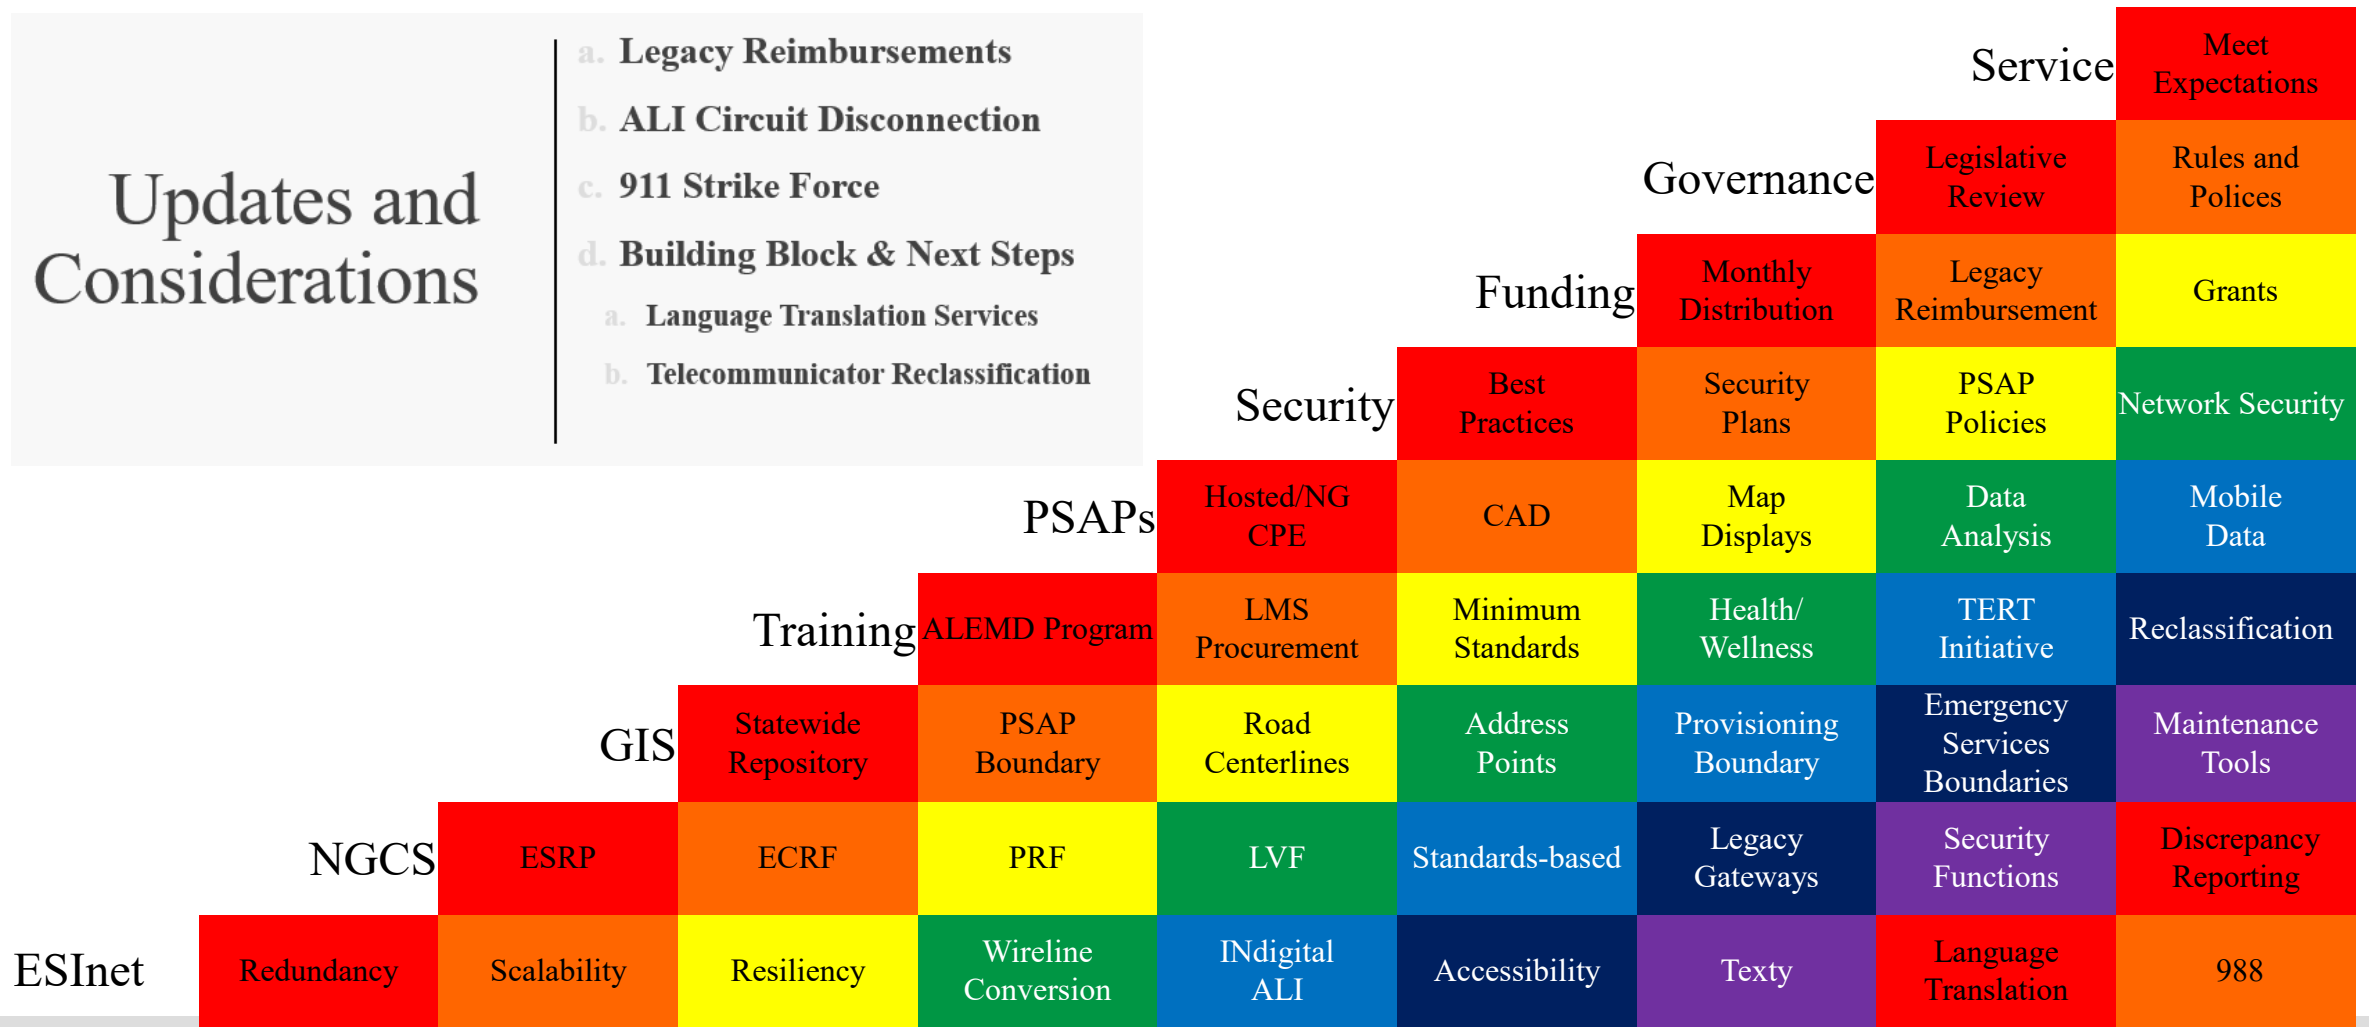 Updates and
Considerations
a. Legacy Reimbursements
b. ALI Circuit Disconnection
c. 911 Strike Force
d. Building Block & Next Steps
a. Language Translation Services
b. Telecommunicator Reclassification
Service
Meet
Expectations
Governance
Legislative
Review
Rules and
Polices
Funding
Monthly
Distribution
Legacy
Reimbursement
Grants
Security
Best
Practices
Security
Plans
PSAP
Policies
Network Security
PSAPs
Hosted/NG
CPE
CAD
Map
Displays
Data
Analysis
Mobile
Data
Training
ALEMD Program
LMS
Procurement
Minimum
Standards
Health/
Wellness
TERT
Initiative
Reclassification
GIS
Statewide
Repository
PSAP
Boundary
Road
Centerlines
Address
Points
Provisioning
Boundary
Emergency
Services
Boundaries
Maintenance
Tools
NGCS
ESRP
ECRF
PRF
LVF
Standards-based
Legacy
Gateways
Security
Functions
Discrepancy
Reporting
ESInet
Redundancy
Scalability
Resiliency
Wireline
Conversion
INdigital
ALI
Accessibility
Texty
Language
Translation
988